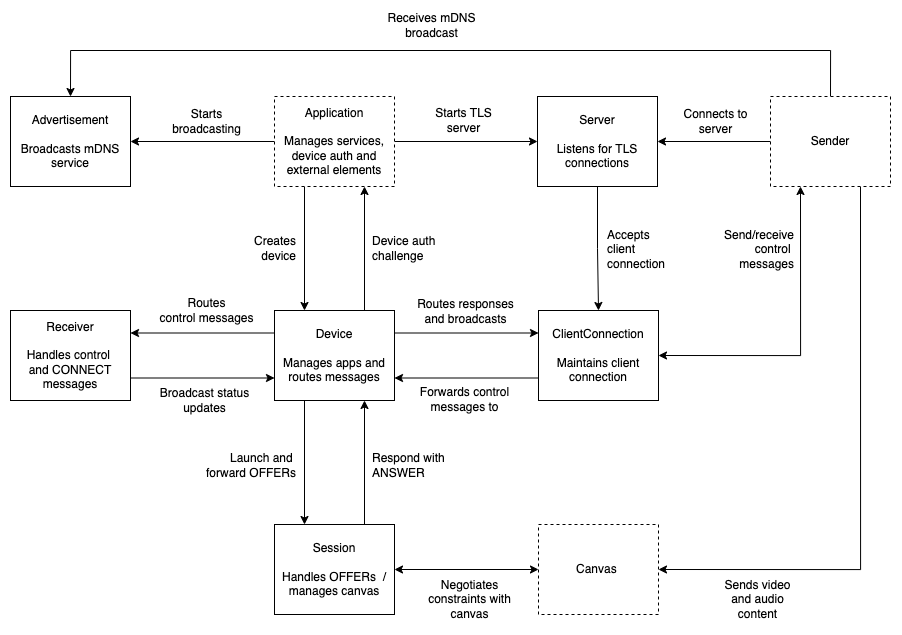 Receives mDNS
broadcast
Advertisement
Broadcasts mDNS
service
Starts
broadcasting
Application
Manages services,
device auth and
external elements
Starts TLS
server
Server
Listens for TLS
connections
Connects to
server
Sender
Creates
device
Device auth
challenge
Accepts
client
connection
Send/receive
control
messages
Receiver
Handles control
and CONNECT
messages
Routes
control messages
Broadcast status
updates
Device
Manages apps and
routes messages
Routes responses
and broadcasts
Forwards control
messages to
ClientConnection
Maintains client
connection
Launch and
forward OFFERs
Respond with
ANSWER
Session
Handles OFFERs /
manages canvas
Negotiates
constraints with
canvas
Canvas
Sends video
and audio
content